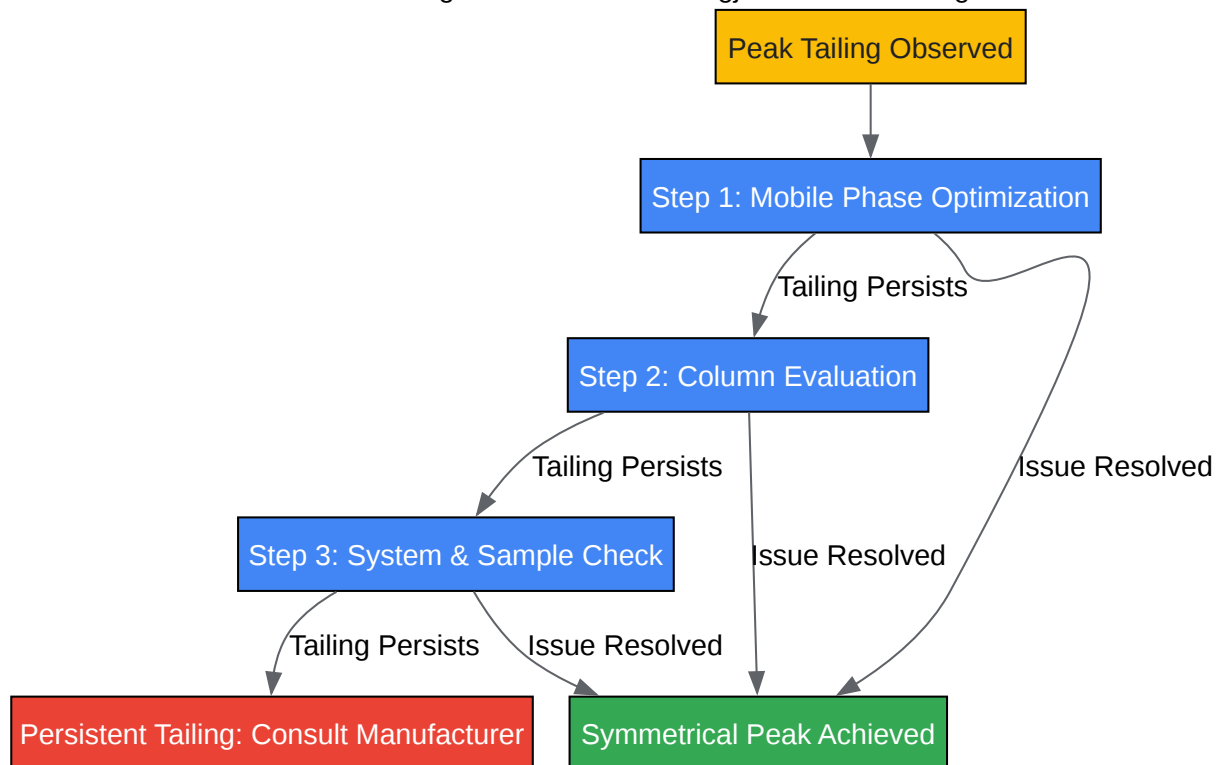 Peak Tailing Observed
Step 1: Mobile Phase Optimization
Tailing Persists
Step 2: Column Evaluation
Tailing Persists
Issue Resolved
Step 3: System & Sample Check
Issue Resolved
Tailing Persists
Issue Resolved
Persistent Tailing: Consult Manufacturer
Symmetrical Peak Achieved